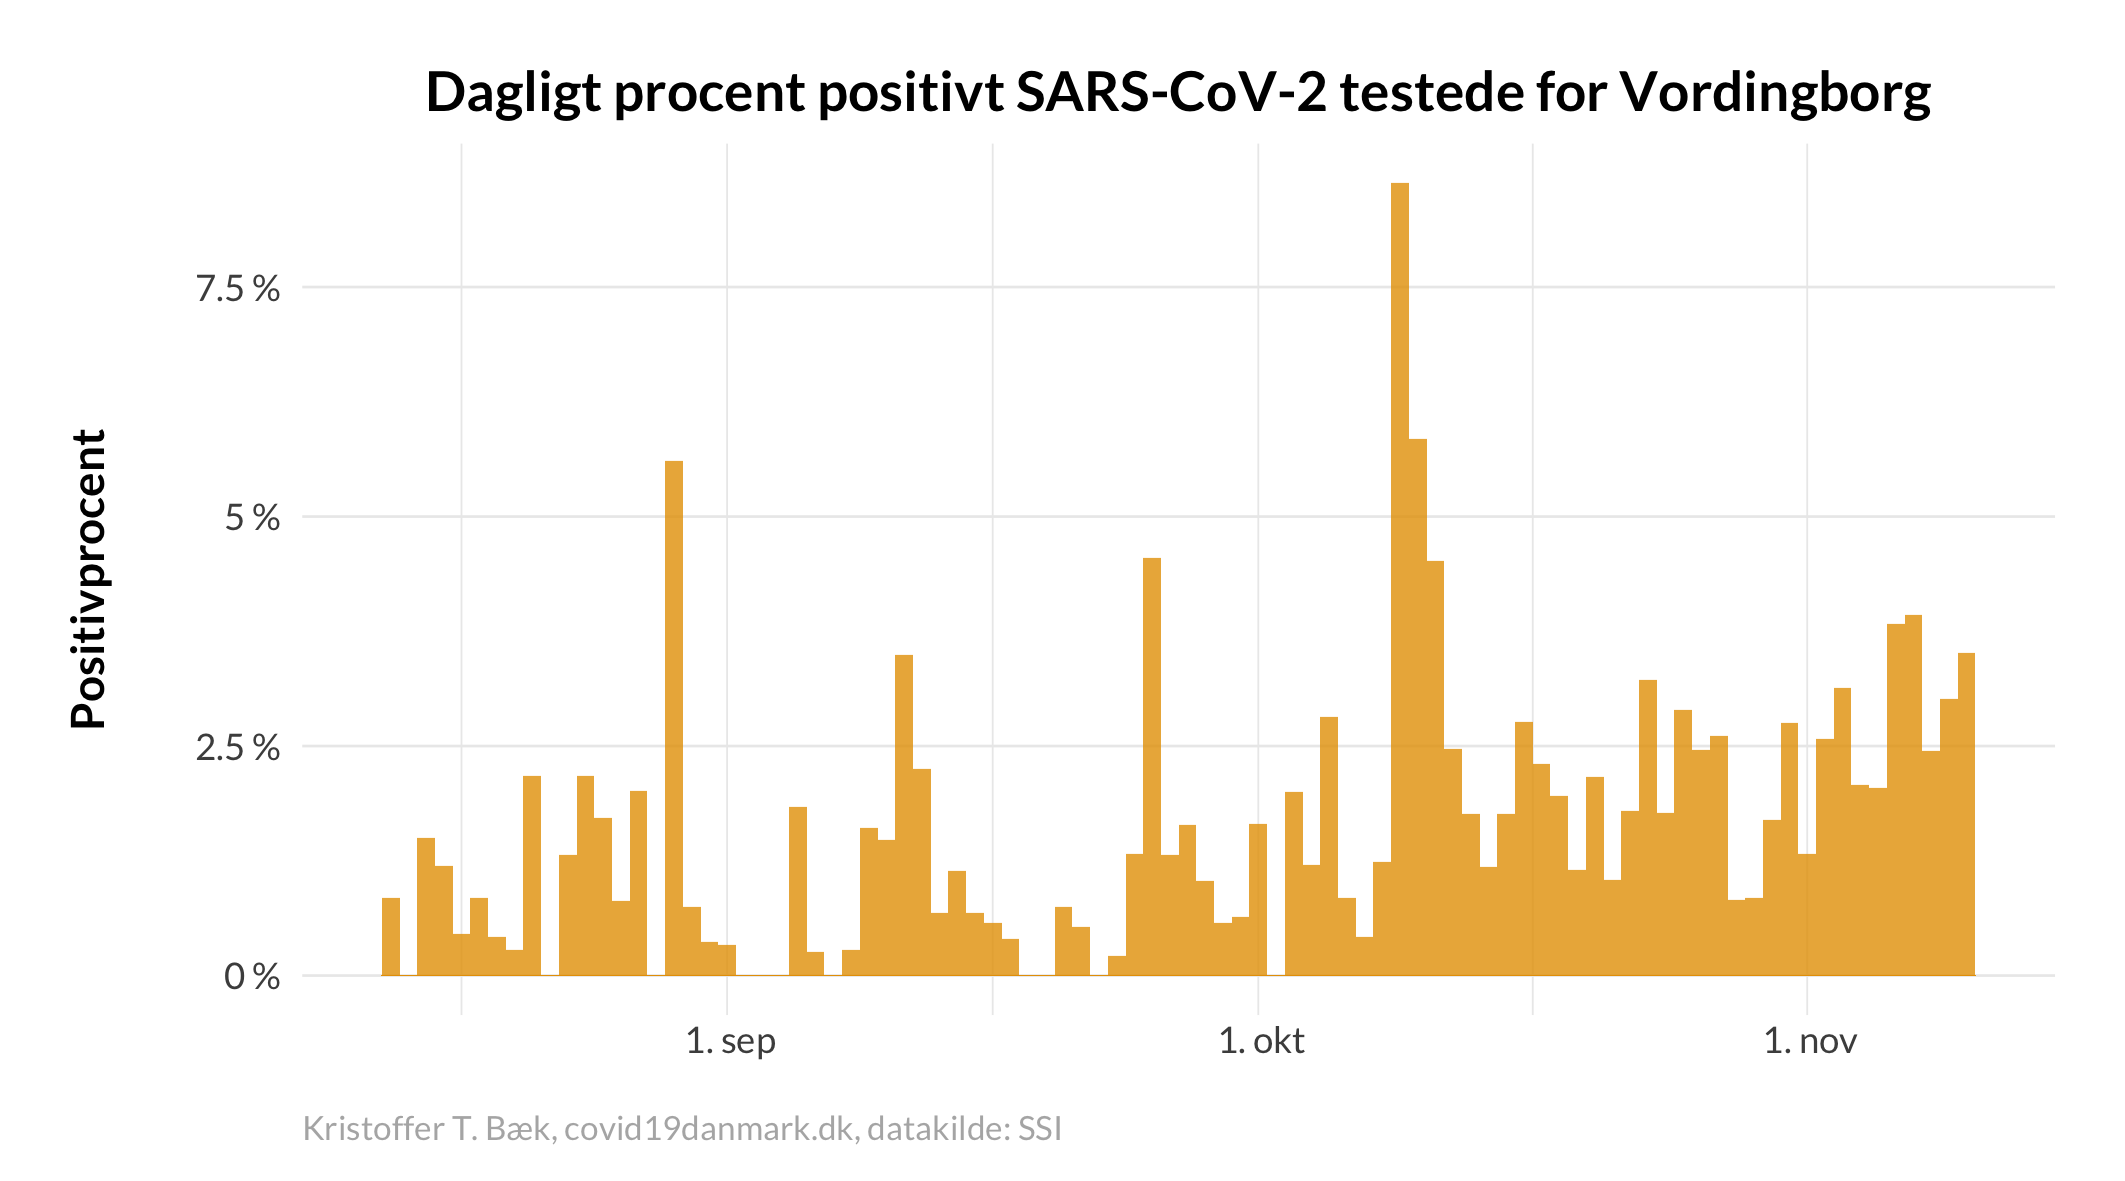 Dagligt procent positivt SARS-CoV-2 testede for Vordingborg
Positivprocent
7.5 %
5 %
2.5 %
0 %
1. sep
1. okt
1. nov
Kristoffer T. Bæk, covid19danmark.dk, datakilde: SSI